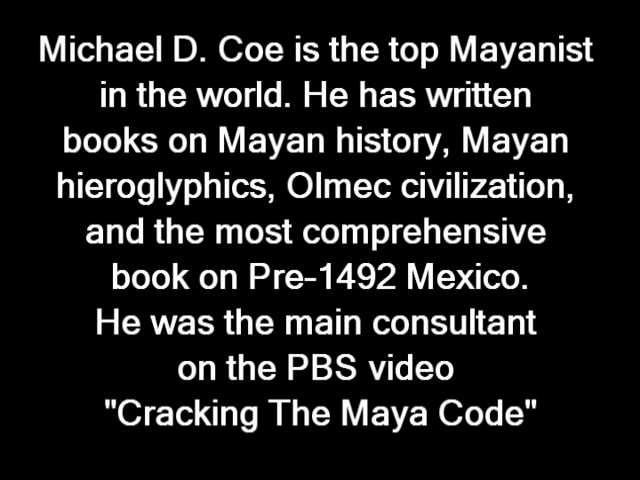 Michael D. Coe is the top Mayanist
in the world. He has written
books on Mayan history, Mayan
hieroglyphics, Olmec civilization,
and the most comprehensive
book on Pre-1492 Mexico.
He was the main consultant
on the PBS video
"Cracking The Maya Code"